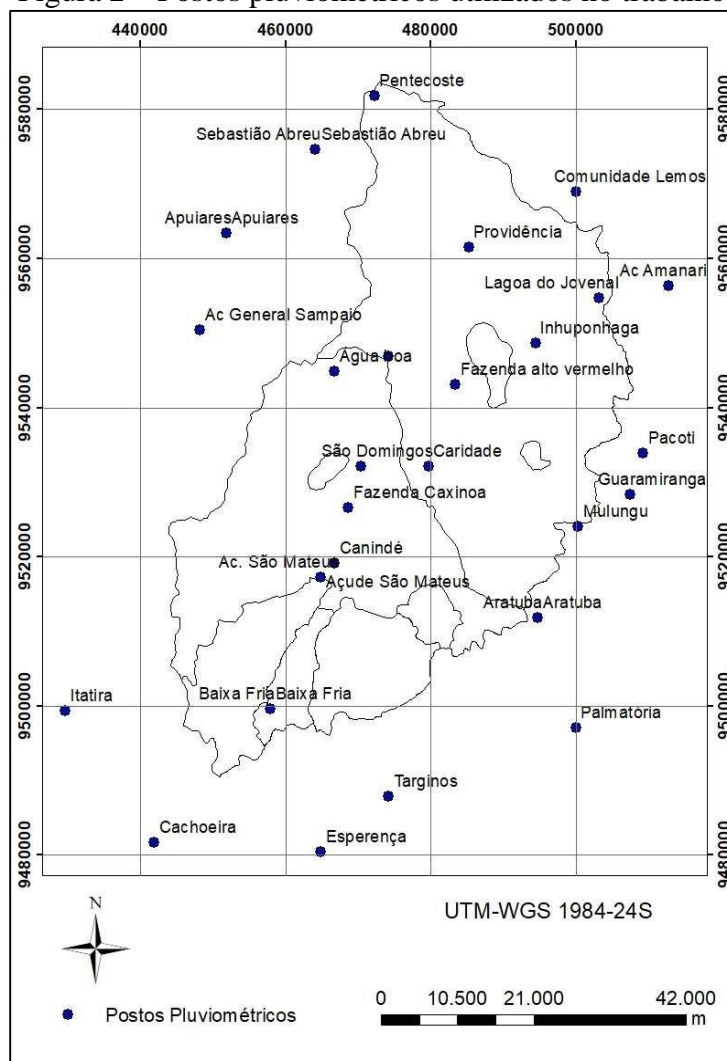 Figura 2 – Postos pluviométricos utilizados no trabalho
440000 460000 480000 500000
9580000 9580000
9560000 9560000
9540000 9540000
9520000 9520000
9500000 9500000
9480000 9480000
Pentecoste
Sebastião AbreuSebastião Abreu
Comunidade Lemos
ApuiaresApuiares
Providência
Ac Amanari
Lagoa do Jovenal
Ac General Sampaio
Inhuponhaga
Agua boa
Fazenda alto vermelho
São DomingosCaridade
Pacoti
Guaramiranga
Fazenda Caxinoa
Mulungu
Canindé
Ac. São Mateus
Açude São Mateus
AratubaAratuba
Itatira
Baixa FriaBaixa Fria
Palmatória
Targinos
Cachoeira
Esperença
UTM-WGS 1984-24S
N
Postos Pluviométricos
0 10.500 21.000 42.000
m